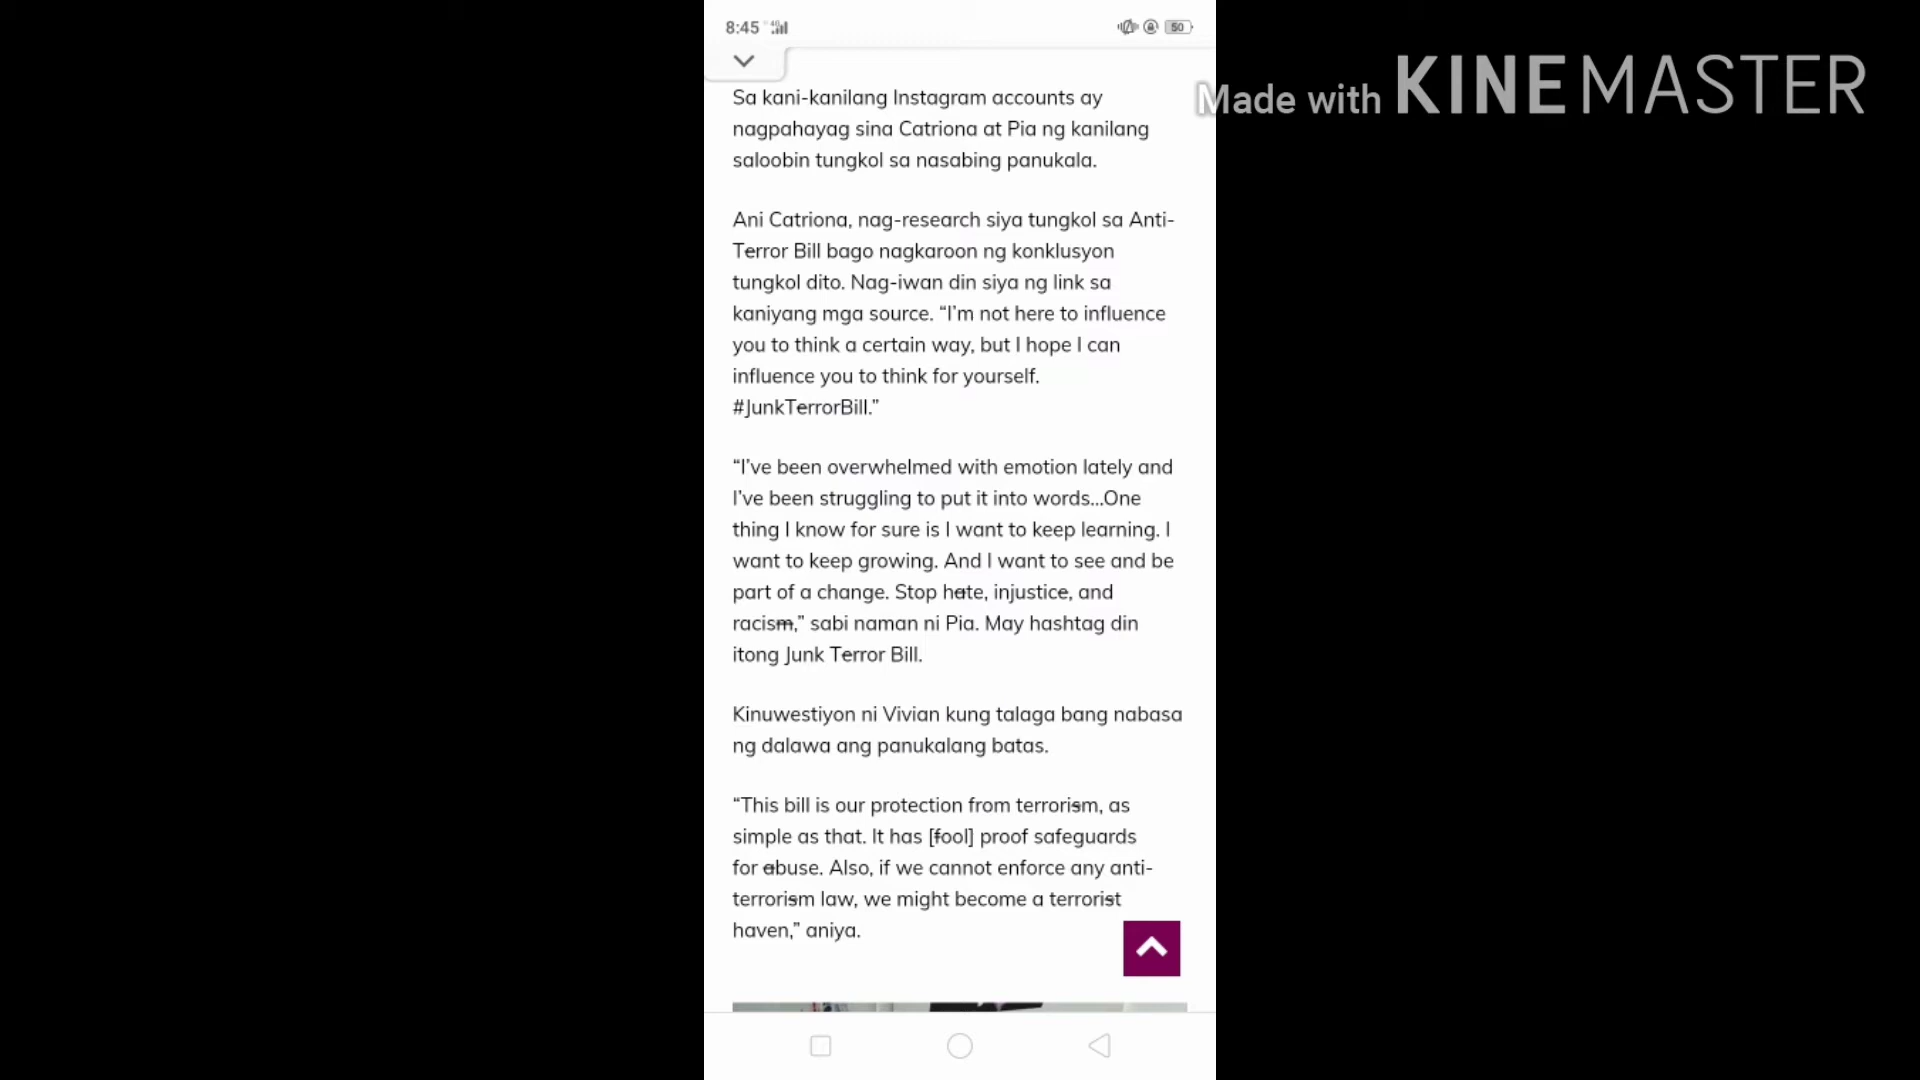 8:45 4G
50
Made with KINEMASTER
Sa kani-kanilang Instagram accounts ay
nagpahayag sina Catriona at Pia ng kanilang
saloobin tungkol sa nasabing panukala.
Ani Catriona, nag-research siya tungkol sa Anti-
Terror Bill bago nagkaroon ng konklusyon
tungkol dito. Nag-iwan din siya ng link sa
kaniyang mga source. “I’m not here to influence
you to think a certain way, but I hope I can
influence you to think for yourself.
#JunkTerrorBill.”
“I’ve been overwhelmed with emotion lately and
I’ve been struggling to put it into words...One
thing I know for sure is I want to keep learning. I
want to keep growing. And I want to see and be
part of a change. Stop hate, injustice, and
racism,” sabi naman ni Pia. May hashtag din
itong Junk Terror Bill.
Kinuwestiyon ni Vivian kung talaga bang nabasa
ng dalawa ang panukalang batas.
“This bill is our protection from terrorism, as
simple as that. It has [fool] proof safeguards
for abuse. Also, if we cannot enforce any anti-
terrorism law, we might become a terrorist
haven,” aniya.